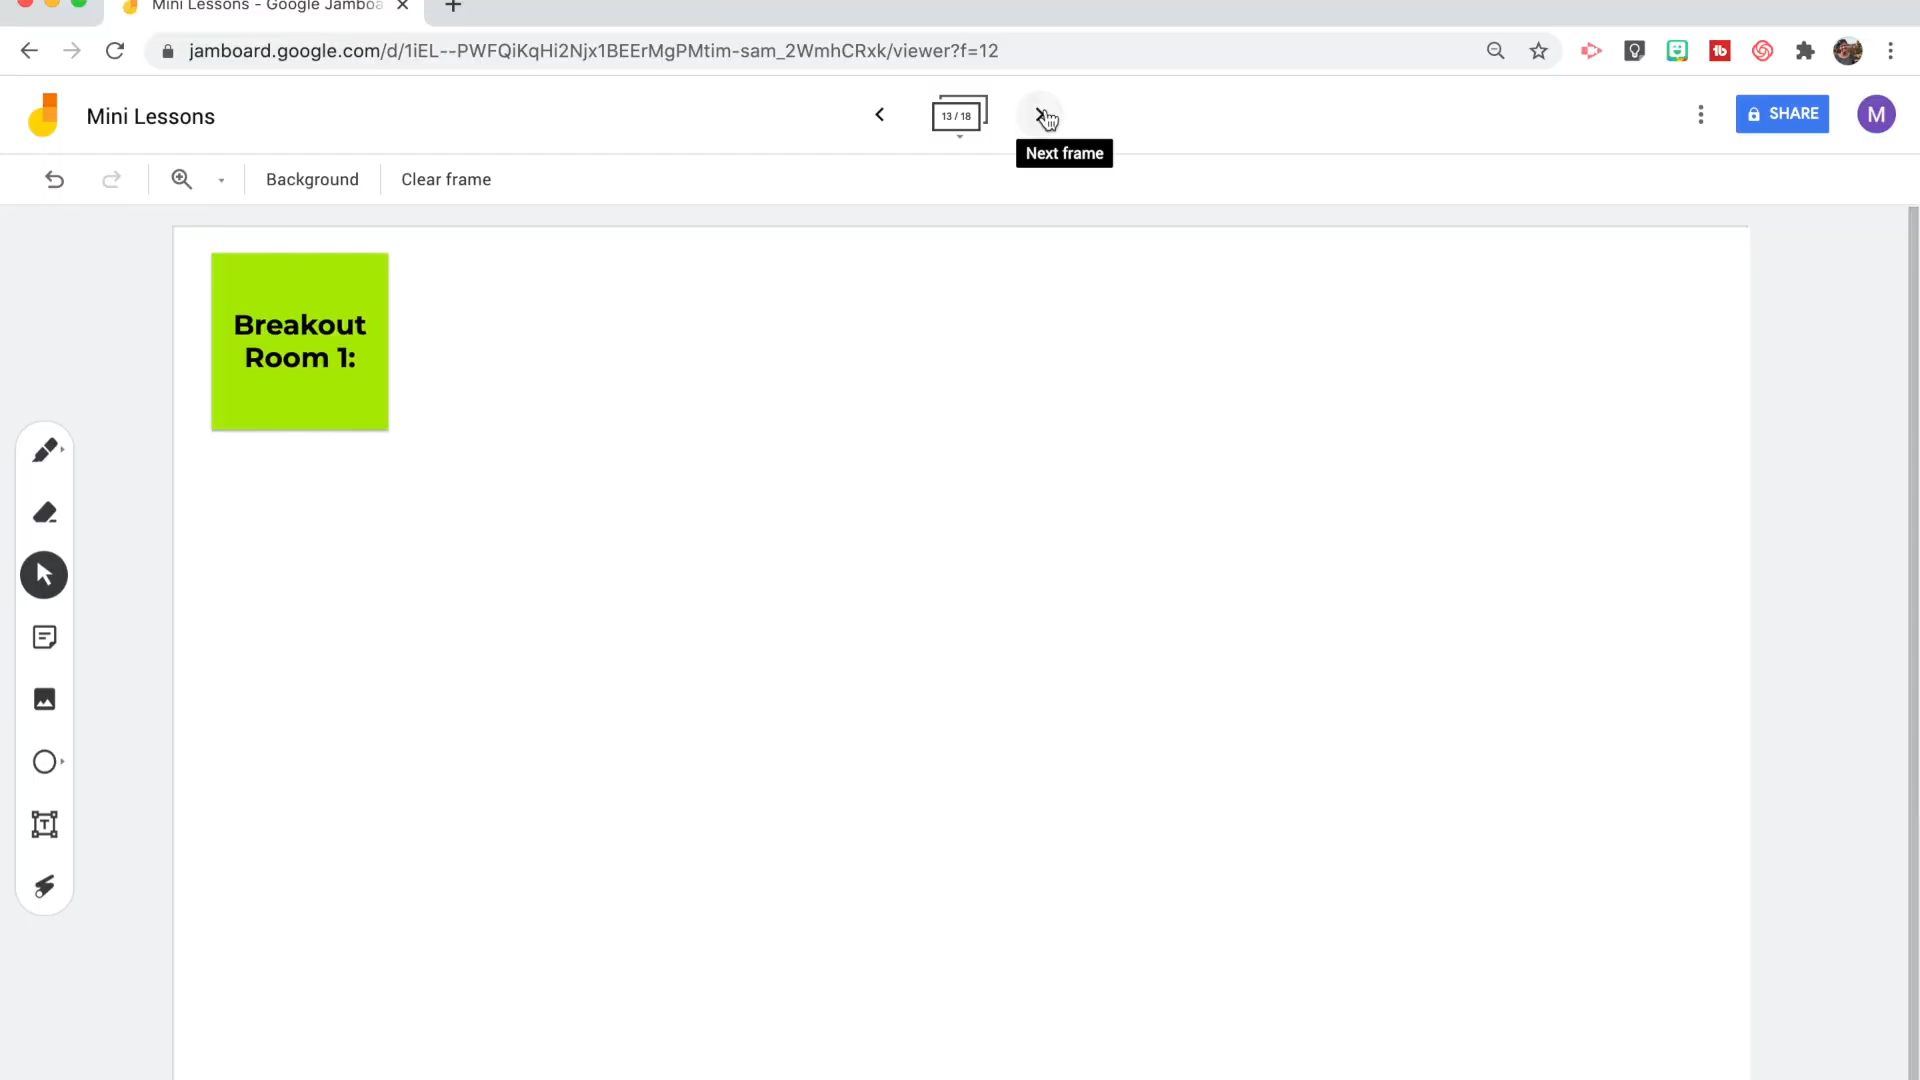 Mini Lessons - Google Jamboa
jamboard.google.com/d/1iEL--PWFQiKqHi2Njx1BEErMgPMtim-sam_2WmhCRxk/viewer?f=12
Mini Lessons
13 / 18
SHARE
M
Next frame
Background
Clear frame
Breakout
Room 1: